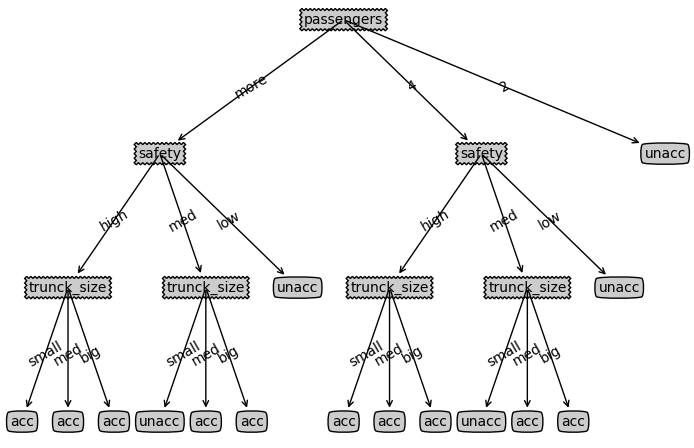 passengers
more 4 2
safety safety unacc
high med low high med low
trunck_size trunck_size unacc trunck_size trunck_size unacc
small med big small med big small med big small med big
acc acc acc unacc acc acc acc acc acc unacc acc acc